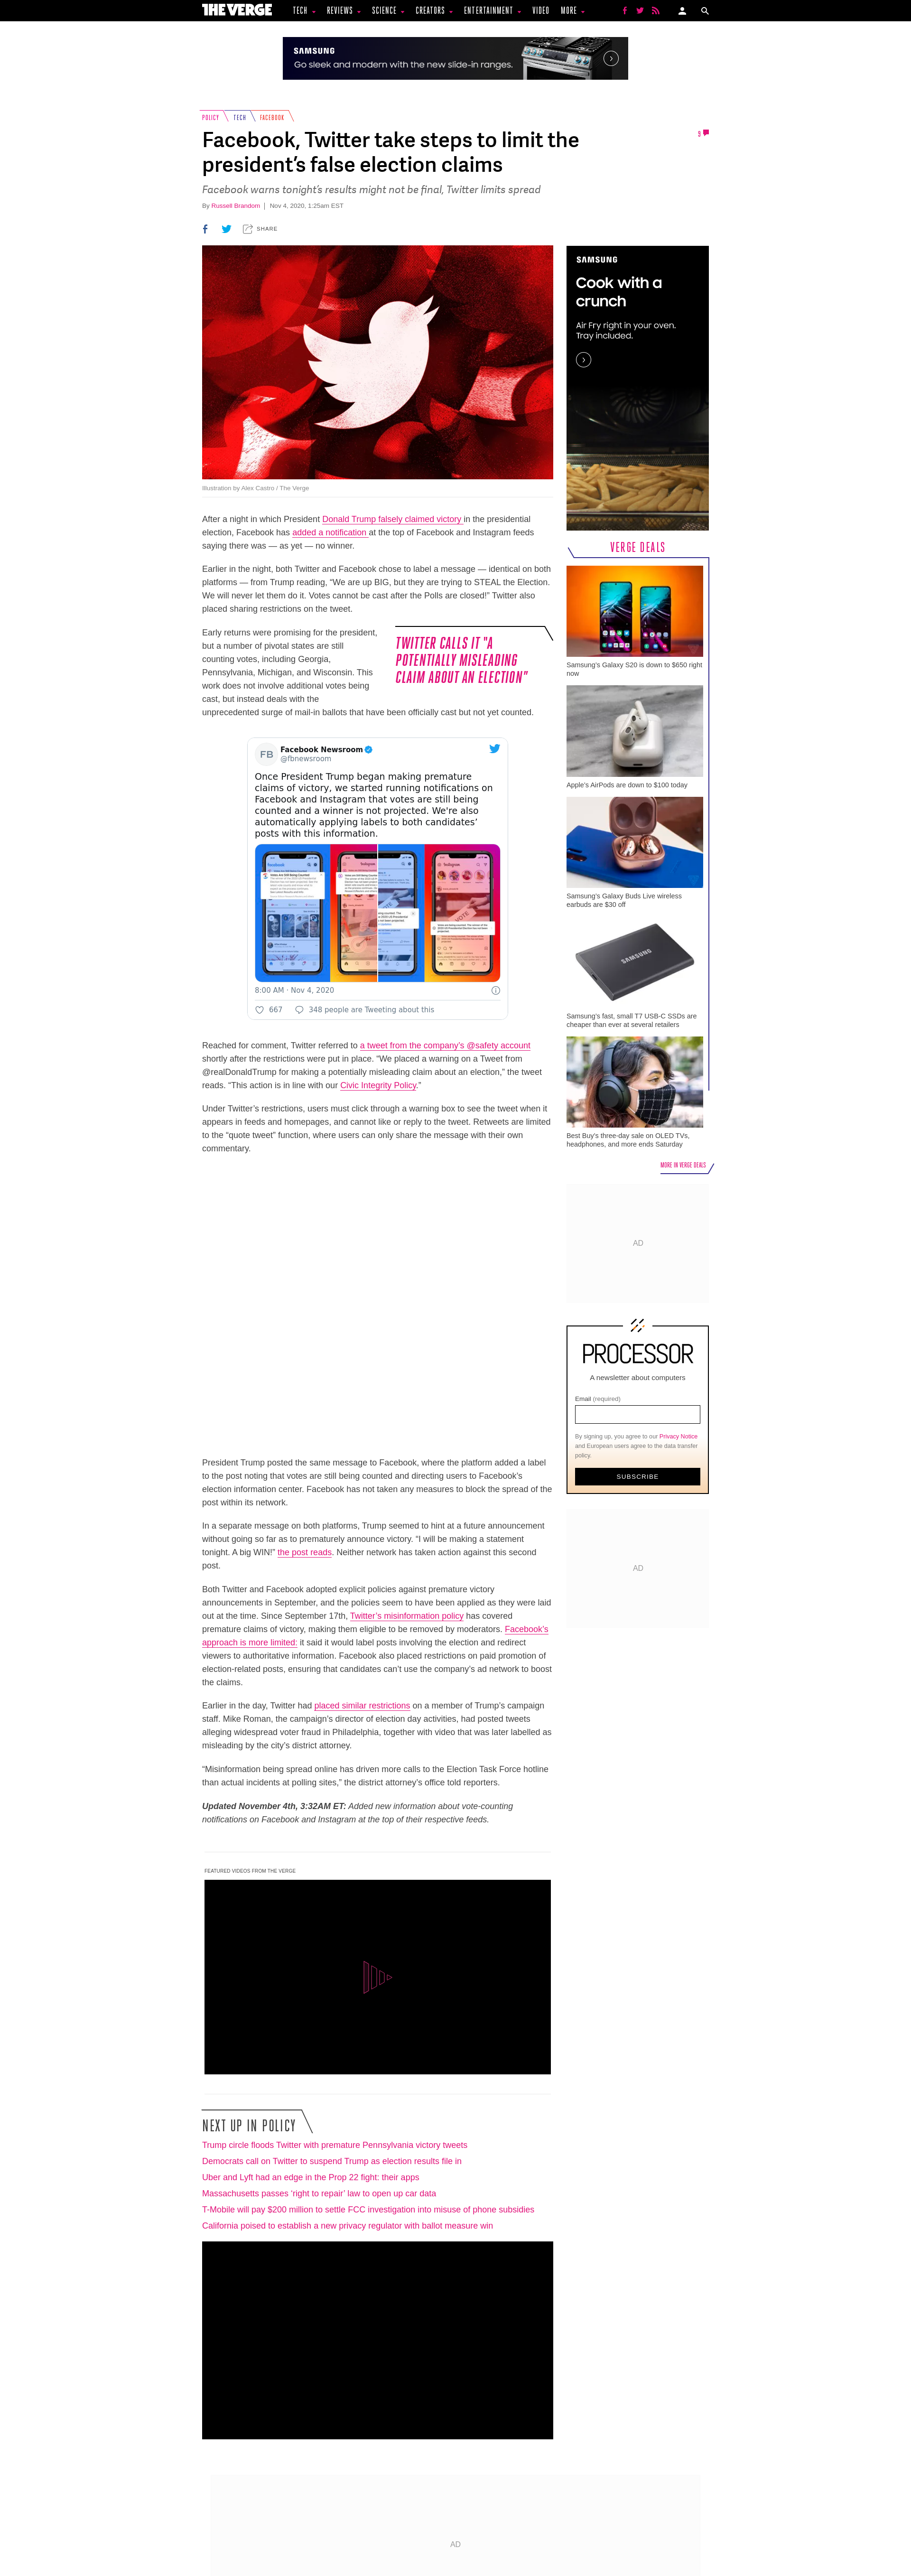 THE VERGE
TECH
REVIEWS
SCIENCE
CREATORS
ENTERTAINMENT
VIDEO
MORE
SAMSUNG
Go sleek and modern with the new slide-in ranges.
POLICY
TECH
FACEBOOK
Facebook, Twitter take steps to limit the
president’s false election claims
9
Facebook warns tonight’s results might not be final, Twitter limits spread
By Russell Brandom | Nov 4, 2020, 1:25am EST
SHARE
Illustration by Alex Castro / The Verge
After a night in which President Donald Trump falsely claimed victory in the presidential
election, Facebook has added a notification at the top of Facebook and Instagram feeds
saying there was — as yet — no winner.
Earlier in the night, both Twitter and Facebook chose to label a message — identical on both
platforms — from Trump reading, “We are up BIG, but they are trying to STEAL the Election.
We will never let them do it. Votes cannot be cast after the Polls are closed!” Twitter also
placed sharing restrictions on the tweet.
TWITTER CALLS IT "A
POTENTIALLY MISLEADING
CLAIM ABOUT AN ELECTION"
Early returns were promising for the president,
but a number of pivotal states are still
counting votes, including Georgia,
Pennsylvania, Michigan, and Wisconsin. This
work does not involve additional votes being
cast, but instead deals with the
unprecedented surge of mail-in ballots that have been officially cast but not yet counted.
FB
Facebook Newsroom
@fbnewsroom
Once President Trump began making premature
claims of victory, we started running notifications on
Facebook and Instagram that votes are still being
counted and a winner is not projected. We're also
automatically applying labels to both candidates’
posts with this information.
8:00 AM · Nov 4, 2020
667
348 people are Tweeting about this
Reached for comment, Twitter referred to a tweet from the company’s @safety account
shortly after the restrictions were put in place. “We placed a warning on a Tweet from
@realDonaldTrump for making a potentially misleading claim about an election,” the tweet
reads. “This action is in line with our Civic Integrity Policy.”
Under Twitter’s restrictions, users must click through a warning box to see the tweet when it
appears in feeds and homepages, and cannot like or reply to the tweet. Retweets are limited
to the “quote tweet” function, where users can only share the message with their own
commentary.
President Trump posted the same message to Facebook, where the platform added a label
to the post noting that votes are still being counted and directing users to Facebook’s
election information center. Facebook has not taken any measures to block the spread of the
post within its network.
In a separate message on both platforms, Trump seemed to hint at a future announcement
without going so far as to prematurely announce victory. “I will be making a statement
tonight. A big WIN!” the post reads. Neither network has taken action against this second
post.
Both Twitter and Facebook adopted explicit policies against premature victory
announcements in September, and the policies seem to have been applied as they were laid
out at the time. Since September 17th, Twitter’s misinformation policy has covered
premature claims of victory, making them eligible to be removed by moderators. Facebook’s
approach is more limited: it said it would label posts involving the election and redirect
viewers to authoritative information. Facebook also placed restrictions on paid promotion of
election-related posts, ensuring that candidates can’t use the company’s ad network to boost
the claims.
Earlier in the day, Twitter had placed similar restrictions on a member of Trump’s campaign
staff. Mike Roman, the campaign’s director of election day activities, had posted tweets
alleging widespread voter fraud in Philadelphia, together with video that was later labelled as
misleading by the city’s district attorney.
“Misinformation being spread online has driven more calls to the Election Task Force hotline
than actual incidents at polling sites,” the district attorney’s office told reporters.
Updated November 4th, 3:32AM ET: Added new information about vote-counting
notifications on Facebook and Instagram at the top of their respective feeds.
FEATURED VIDEOS FROM THE VERGE
NEXT UP IN POLICY
Trump circle floods Twitter with premature Pennsylvania victory tweets
Democrats call on Twitter to suspend Trump as election results file in
Uber and Lyft had an edge in the Prop 22 fight: their apps
Massachusetts passes ‘right to repair’ law to open up car data
T-Mobile will pay $200 million to settle FCC investigation into misuse of phone subsidies
California poised to establish a new privacy regulator with ballot measure win
SAMSUNG
Cook with a
crunch
Air Fry right in your oven.
Tray included.
VERGE DEALS
Samsung’s Galaxy S20 is down to $650 right
now
Apple’s AirPods are down to $100 today
Samsung’s Galaxy Buds Live wireless
earbuds are $30 off
SAMSUNG
Samsung’s fast, small T7 USB-C SSDs are
cheaper than ever at several retailers
Best Buy’s three-day sale on OLED TVs,
headphones, and more ends Saturday
MORE IN VERGE DEALS
AD
PROCESSOR
A newsletter about computers
Email (required)
By signing up, you agree to our Privacy Notice
and European users agree to the data transfer
policy.
SUBSCRIBE
AD
AD